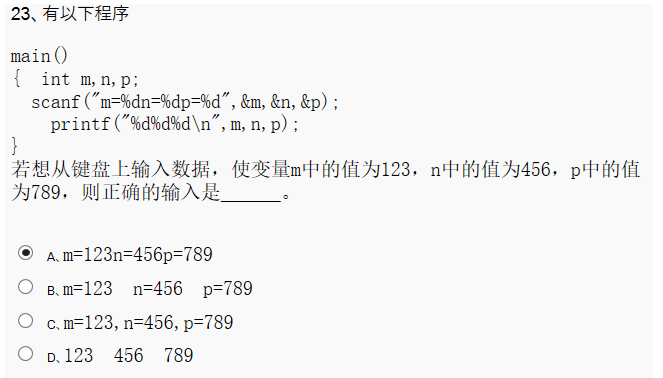 23、有以下程序
main()
{  int m,n,p;
scanf("m=%dn=%dp=%d",&m,&n,&p);
printf("%d%d%d\n",m,n,p);
}
若想从键盘上输入数据，使变量m中的值为123，n中的值为456，p中的值
为789，则正确的输入是______。
A、m=123n=456p=789
B、m=123  n=456  p=789
C、m=123,n=456,p=789
D、123  456  789